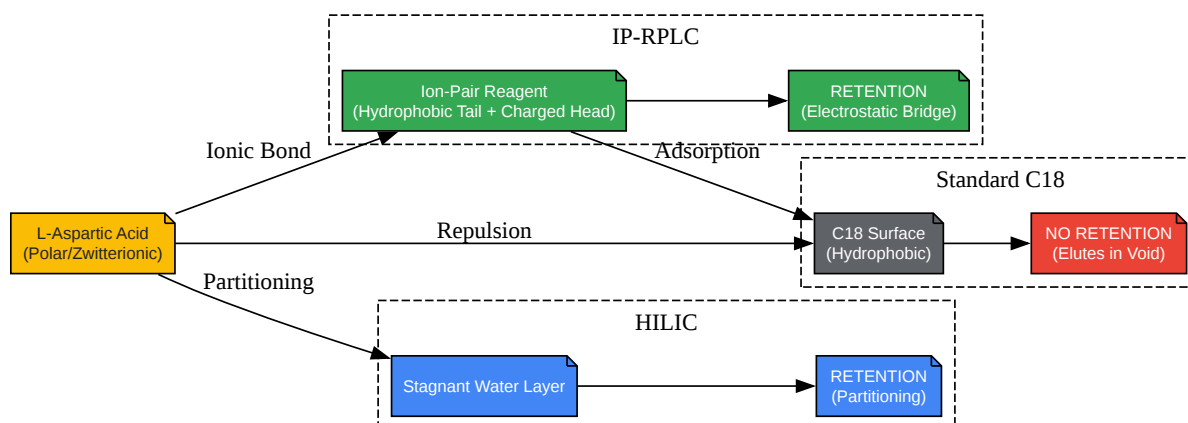 IP-RPLC
Ion-Pair Reagent
(Hydrophobic Tail + Charged Head)
RETENTION
(Electrostatic Bridge)
Ionic Bond
Adsorption
Standard C18
L-Aspartic Acid
(Polar/Zwitterionic)
Repulsion
C18 Surface
(Hydrophobic)
NO RETENTION
(Elutes in Void)
Partitioning
HILIC
Stagnant Water Layer
RETENTION
(Partitioning)